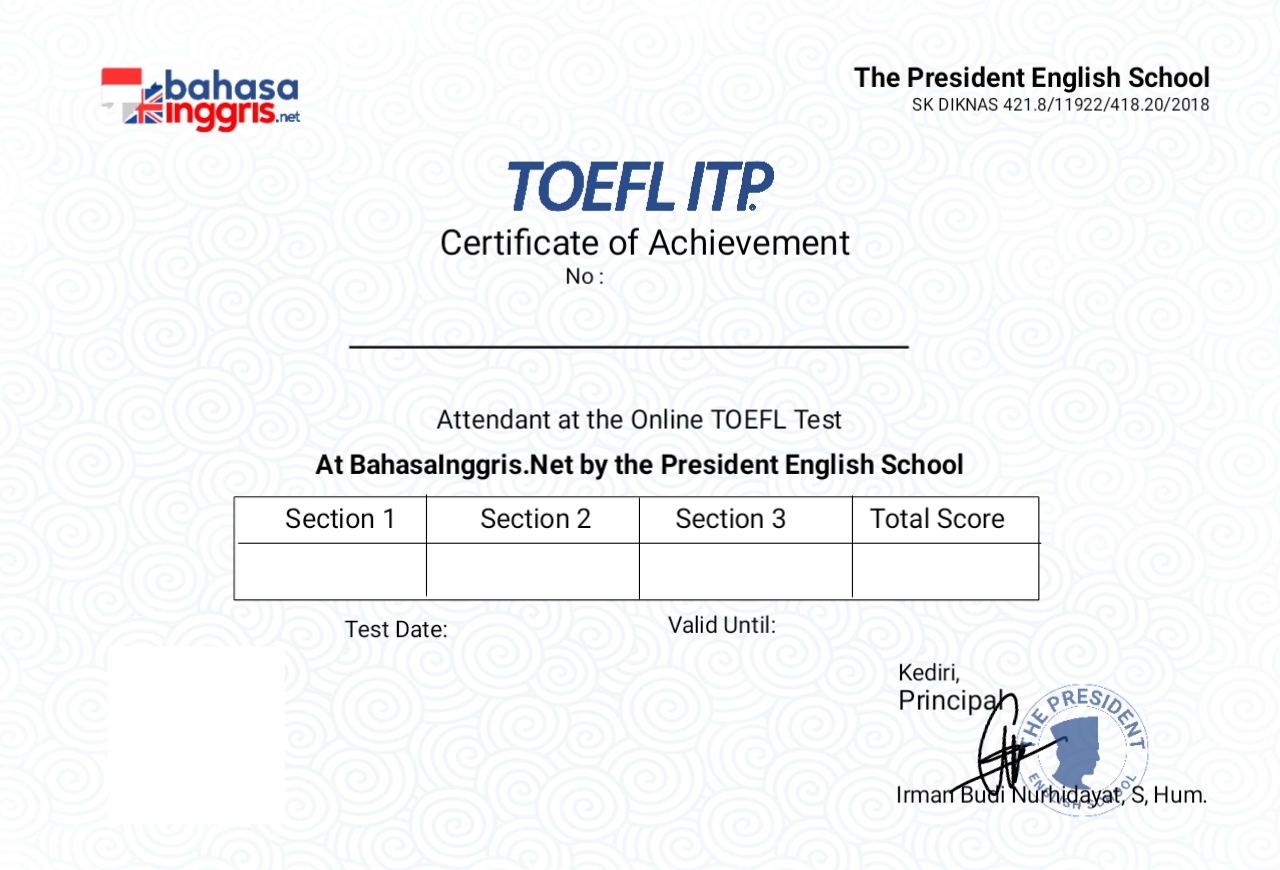 bahasa
inggris.net
The President English School
SK DIKNAS 421.8/11922/418.20/2018
TOEFL ITP.
Certificate of Achievement
No :
Attendant at the Online TOEFL Test
At BahasaInggris.Net by the President English School
Section 1 Section 2 Section 3 Total Score
Test Date: Valid Until:
Kediri,
Principal
THE PRESIDENT
ENGLISH SCHOOL
Irman Budi Nurhidayat, S, Hum.